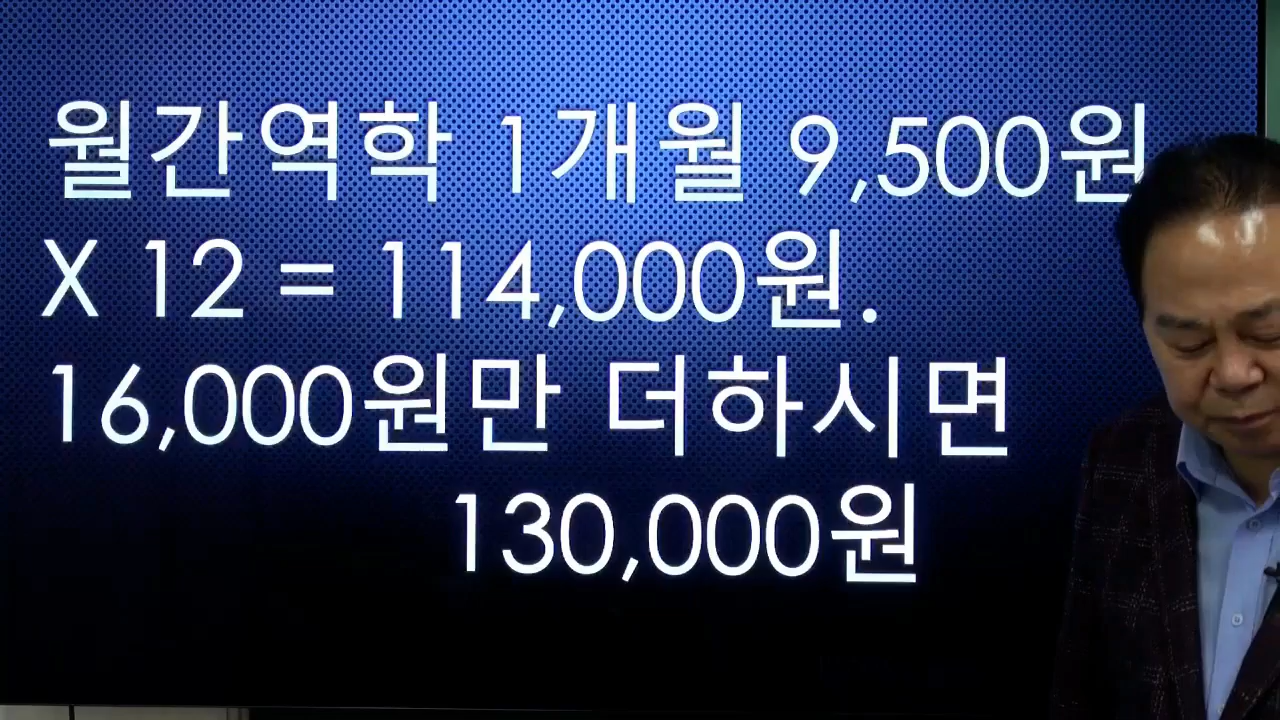 월간역학 1개월 9,500원
X 12 = 114,000원.
16,000원만 더하시면
130,000원